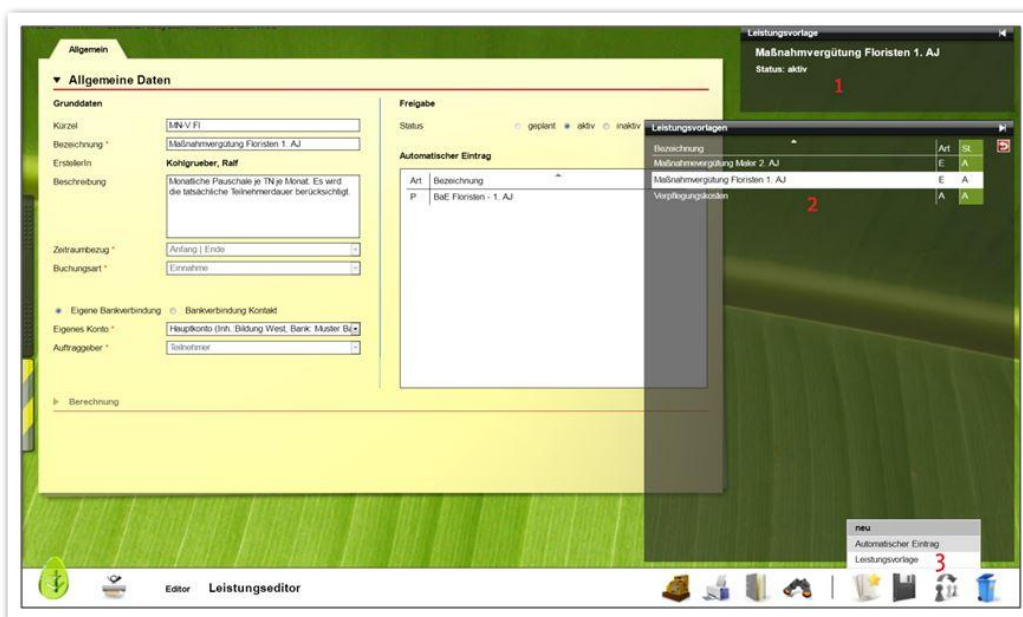 Allgemein
Allgemeine Daten
Grunddaten
Kürzel
MN-V Fl
Bezeichnung *
Maßnahmvergütung Floristen 1. AJ
ErstellerIn
Kohlgrueber, Ralf
Beschreibung
Monatliche Pauschale je TN je Monat. Es wird
die tatsächliche Teilnehmerdauer berücksichtigt.
Zeitraumbezug *
Anfang | Ende
Buchungsart *
Einnahme
Eigene Bankverbindung
Bankverbindung Kontakt
Eigenes Konto *
Hauptkonto (Inh.:Bildung West, Bank: Muster Ba
Auftraggeber *
Teilnehmer
Berechnung
Freigabe
Status
geplant
aktiv
inaktiv
Automatischer Eintrag
Art Bezeichnung
P BaE Floristen - 1. AJ
Leistungsvorlage
Maßnahmvergütung Floristen 1. AJ
Status: aktiv
1
Leistungsvorlagen
Bezeichnung Art St.
Maßnahmevergütung Maler 2. AJ E A
Maßnahmvergütung Floristen 1. AJ E A
Verpflegungskosten A A
2
neu
Automatischer Eintrag
Leistungsvorlage
3
Editor Leistungseditor